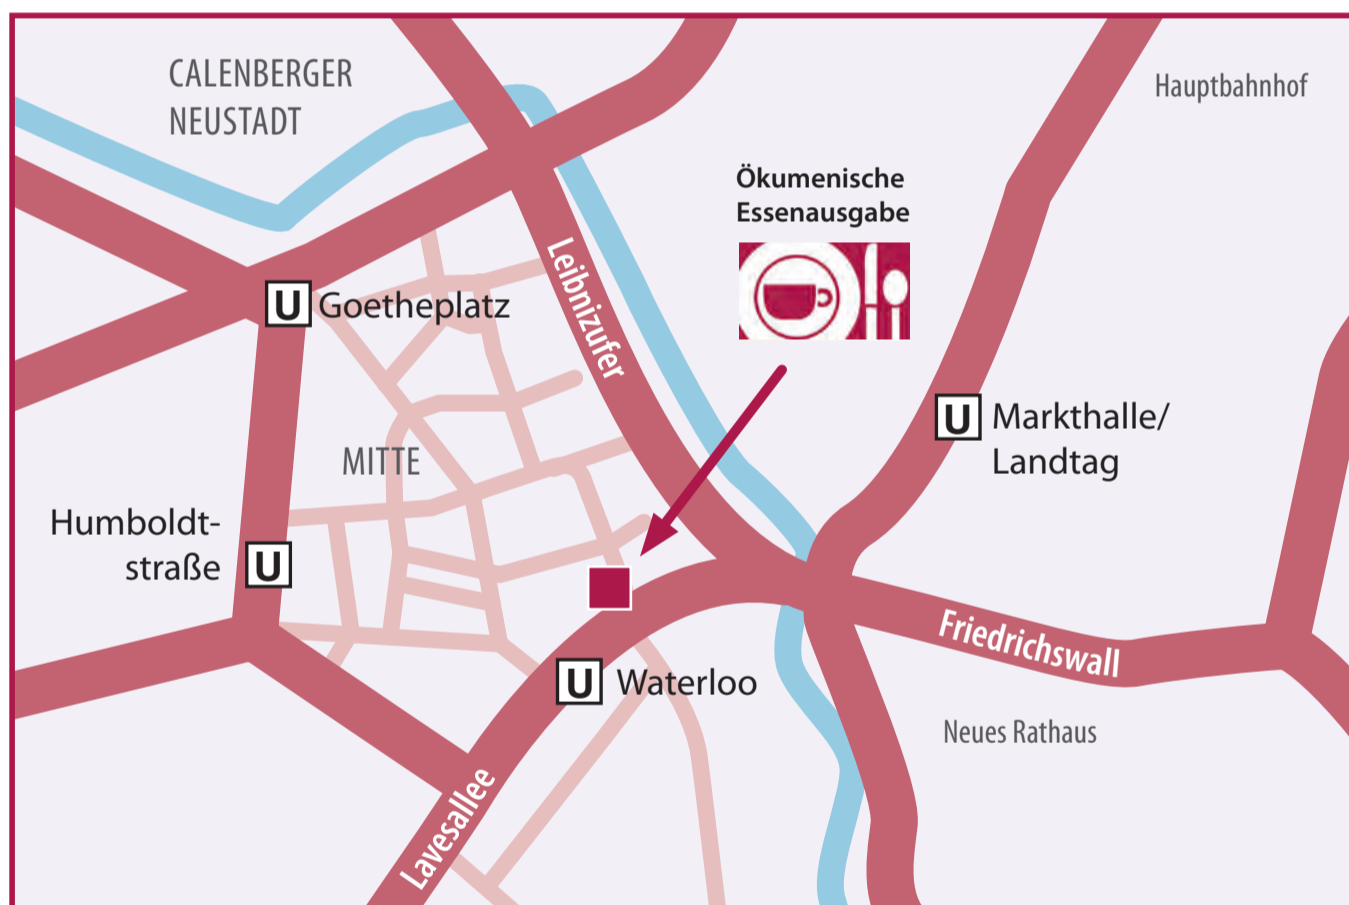 CALENBERGER
NEUSTADT
Hauptbahnhof
Ökumenische
Essenausgabe
Leibnizufer
U Goetheplatz
U Markthalle/
Landtag
MITTE
Humboldt-
straße
U
Friedrichswall
U Waterloo
Neues Rathaus
Lavesallee